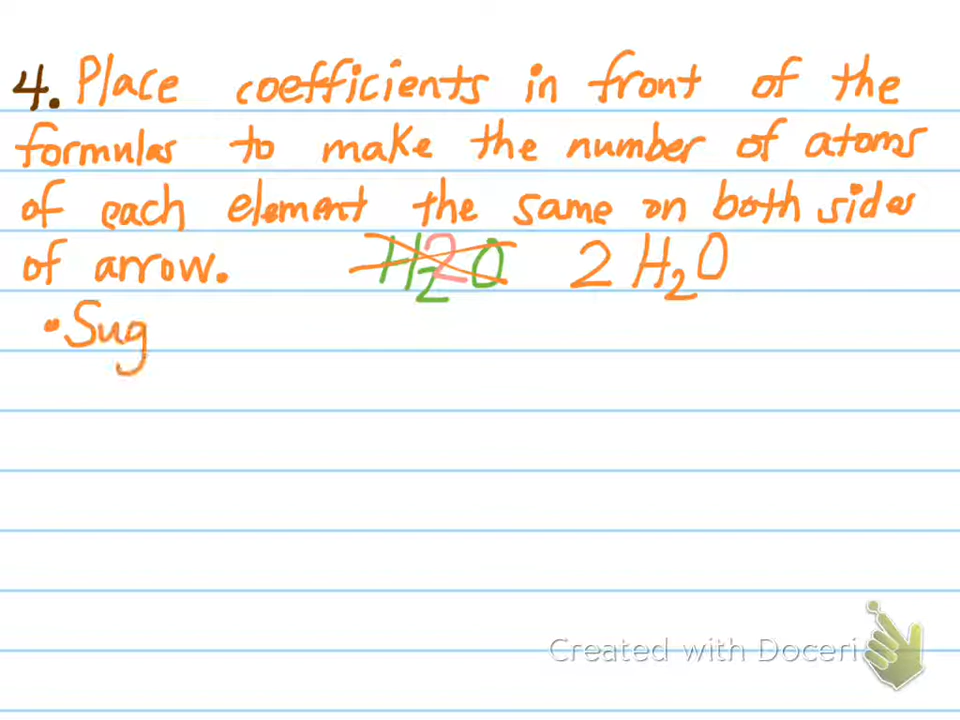 4. Place coefficients in front of the
formulas to make the number of atoms
of each element the same on both sides
of arrow. H₂2O 2 H₂O
•Sug
Created with Doceri